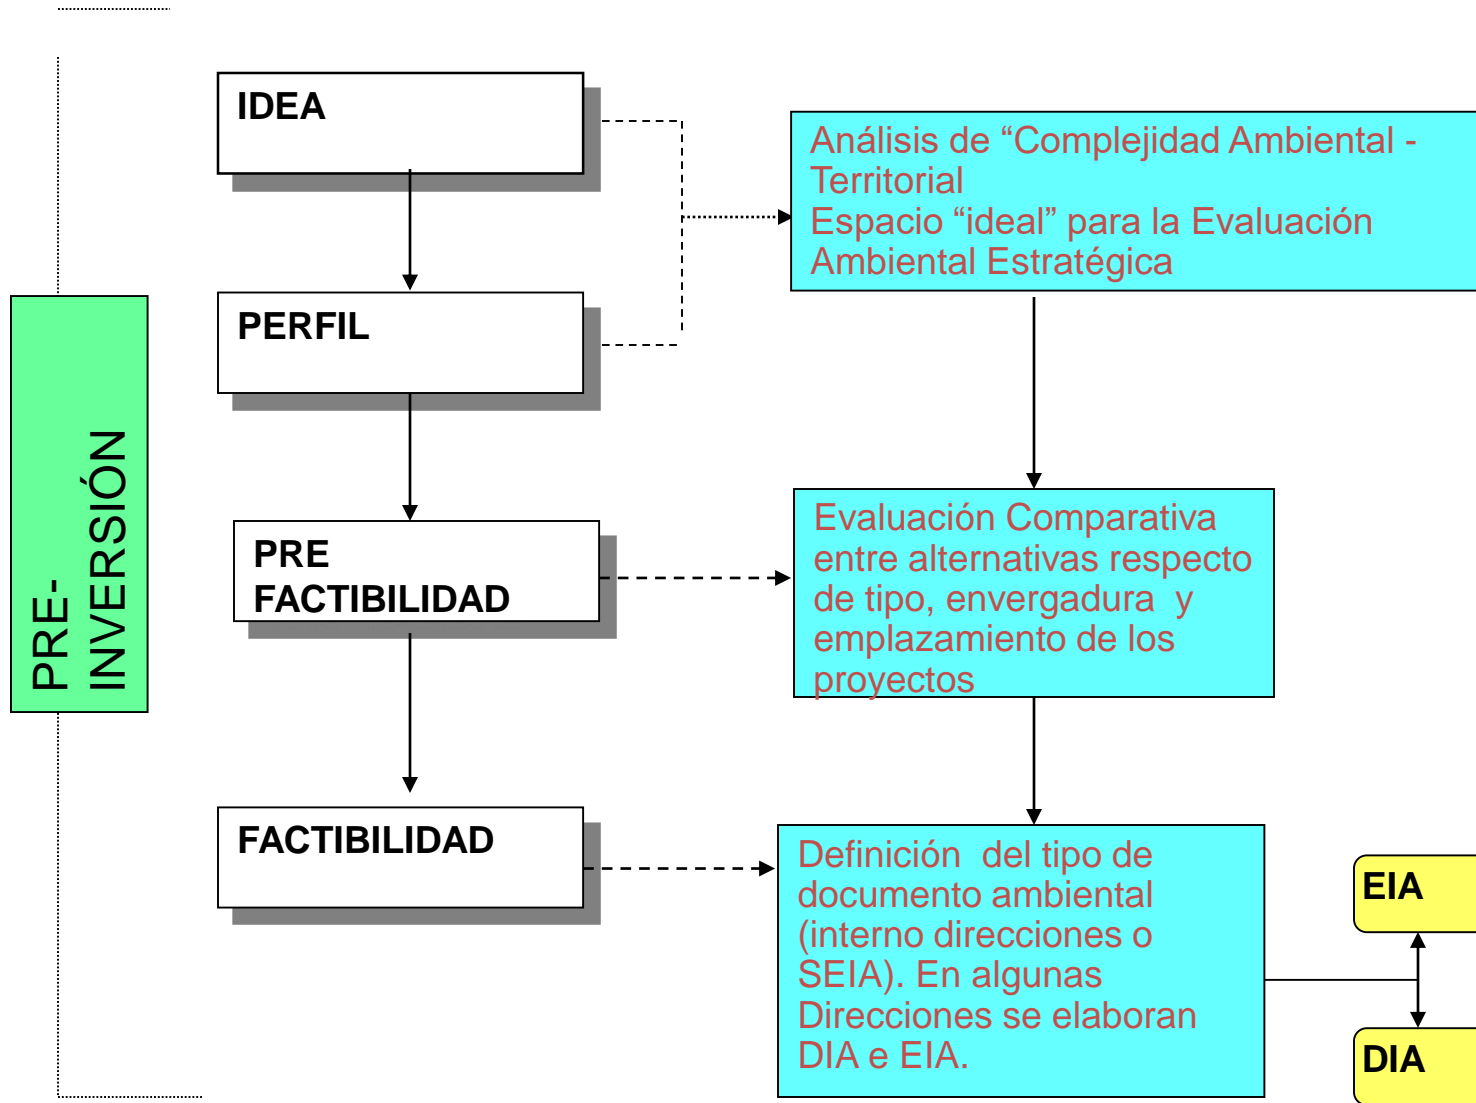 IDEA
Análisis de “Complejidad Ambiental -
Territorial
Espacio “ideal” para la Evaluación
Ambiental Estratégica
PERFIL
PRE-
INVERSIÓN
PRE
FACTIBILIDAD
Evaluación Comparativa
entre alternativas respecto
de tipo, envergadura y
emplazamiento de los
proyectos
FACTIBILIDAD
Definición del tipo de
documento ambiental
(interno direcciones o
SEIA). En algunas
Direcciones se elaboran
DIA e EIA.
EIA
DIA